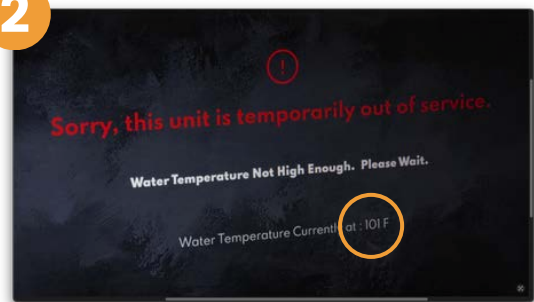 2
!
Sorry, this unit is temporarily out of service.
Water Temperature Not High Enough. Please Wait.
Water Temperature Currently at : 101 F